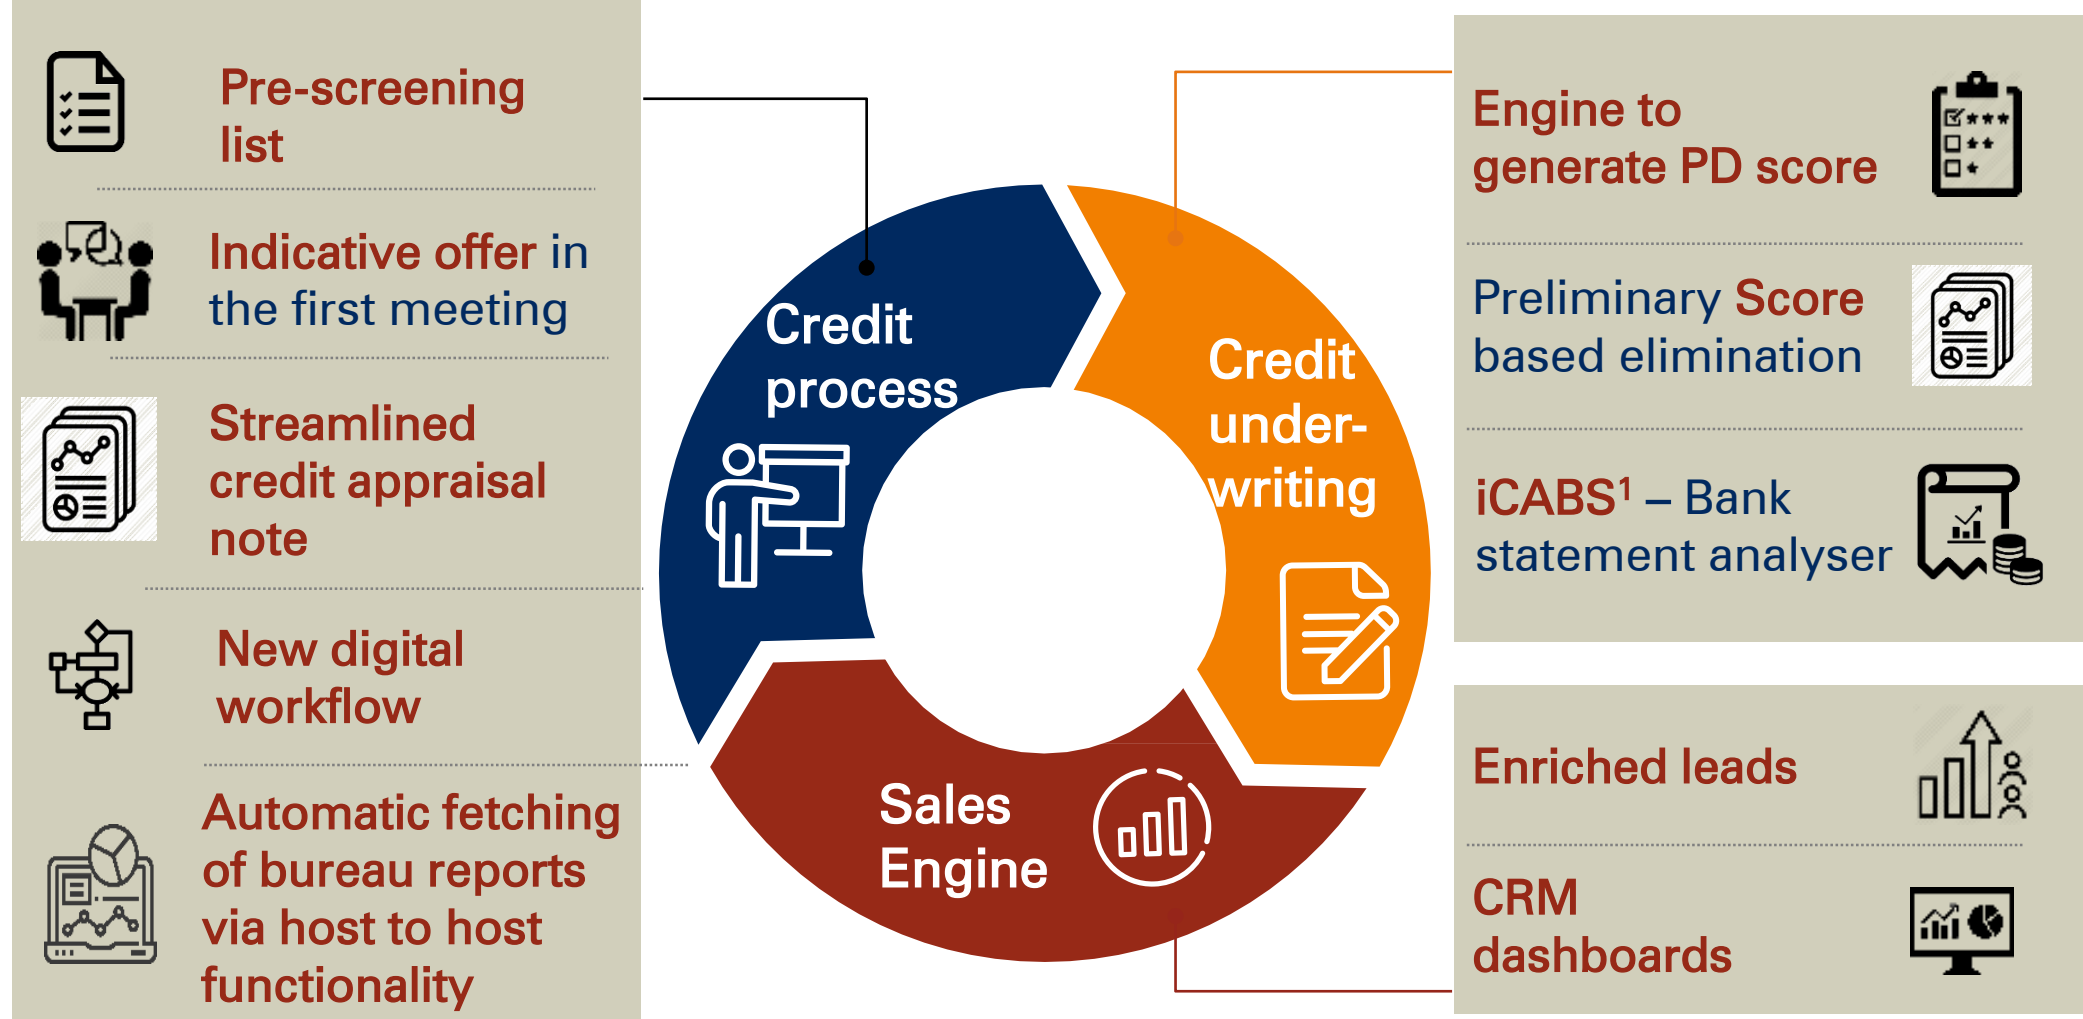 Pre-screening
list
Indicative offer in
the first meeting
Streamlined
credit appraisal
note
New digital
workflow
Automatic fetching
of bureau reports
via host to host
functionality
Credit
process
Credit
under-
writing
Sales
Engine
Engine to
generate PD score
Preliminary Score
based elimination
iCABS¹ – Bank
statement analyser
Enriched leads
CRM
dashboards